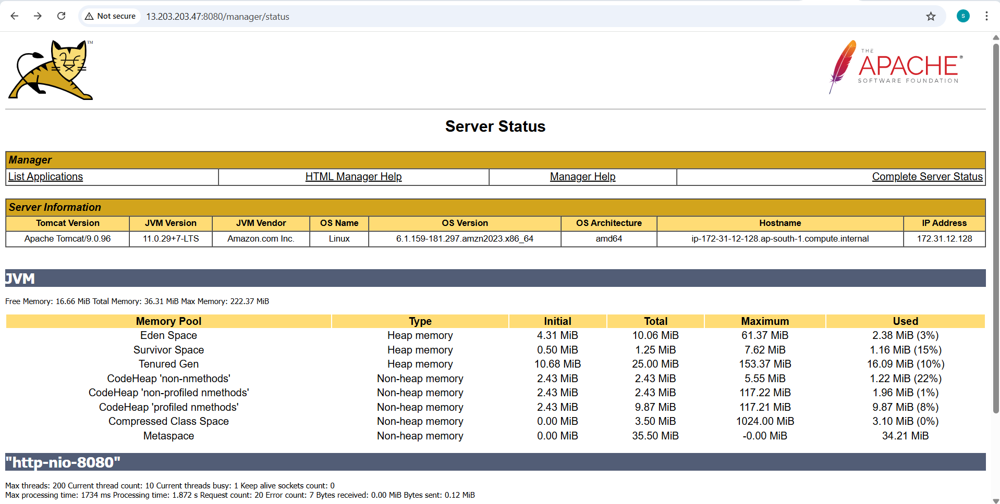 Not secure 13.203.203.47:8080/manager/status S
TM
THE
APACHE®
SOFTWARE FOUNDATION
Server Status
Manager
List Applications HTML Manager Help Manager Help Complete Server Status
Server Information
Tomcat Version JVM Version JVM Vendor OS Name OS Version OS Architecture Hostname IP Address
Apache Tomcat/9.0.96 11.0.29+7-LTS Amazon.com Inc. Linux 6.1.159-181.297.amzn2023.x86_64 amd64 ip-172-31-12-128.ap-south-1.compute.internal 172.31.12.128
JVM
Free Memory: 16.66 MiB Total Memory: 36.31 MiB Max Memory: 222.37 MiB
Memory Pool Type Initial Total Maximum Used
Eden Space Heap memory 4.31 MiB 10.06 MiB 61.37 MiB 2.38 MiB (3%)
Survivor Space Heap memory 0.50 MiB 1.25 MiB 7.62 MiB 1.16 MiB (15%)
Tenured Gen Heap memory 10.68 MiB 25.00 MiB 153.37 MiB 16.09 MiB (10%)
CodeHeap 'non-nmethods' Non-heap memory 2.43 MiB 2.43 MiB 5.55 MiB 1.22 MiB (22%)
CodeHeap 'non-profiled nmethods' Non-heap memory 2.43 MiB 2.43 MiB 117.22 MiB 1.96 MiB (1%)
CodeHeap 'profiled nmethods' Non-heap memory 2.43 MiB 9.87 MiB 117.21 MiB 9.87 MiB (8%)
Compressed Class Space Non-heap memory 0.00 MiB 3.50 MiB 1024.00 MiB 3.10 MiB (0%)
Metaspace Non-heap memory 0.00 MiB 35.50 MiB -0.00 MiB 34.21 MiB
"http-nio-8080"
Max threads: 200 Current thread count: 10 Current threads busy: 1 Keep alive sockets count: 0
Max processing time: 1734 ms Processing time: 1.872 s Request count: 20 Error count: 7 Bytes received: 0.00 MiB Bytes sent: 0.12 MiB